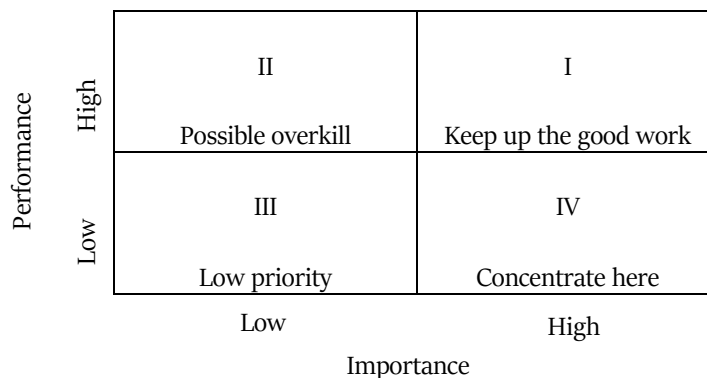 Performance
High
Low
II
I
Possible overkill
Keep up the good work
III
IV
Low priority
Concentrate here
Low
High
Importance